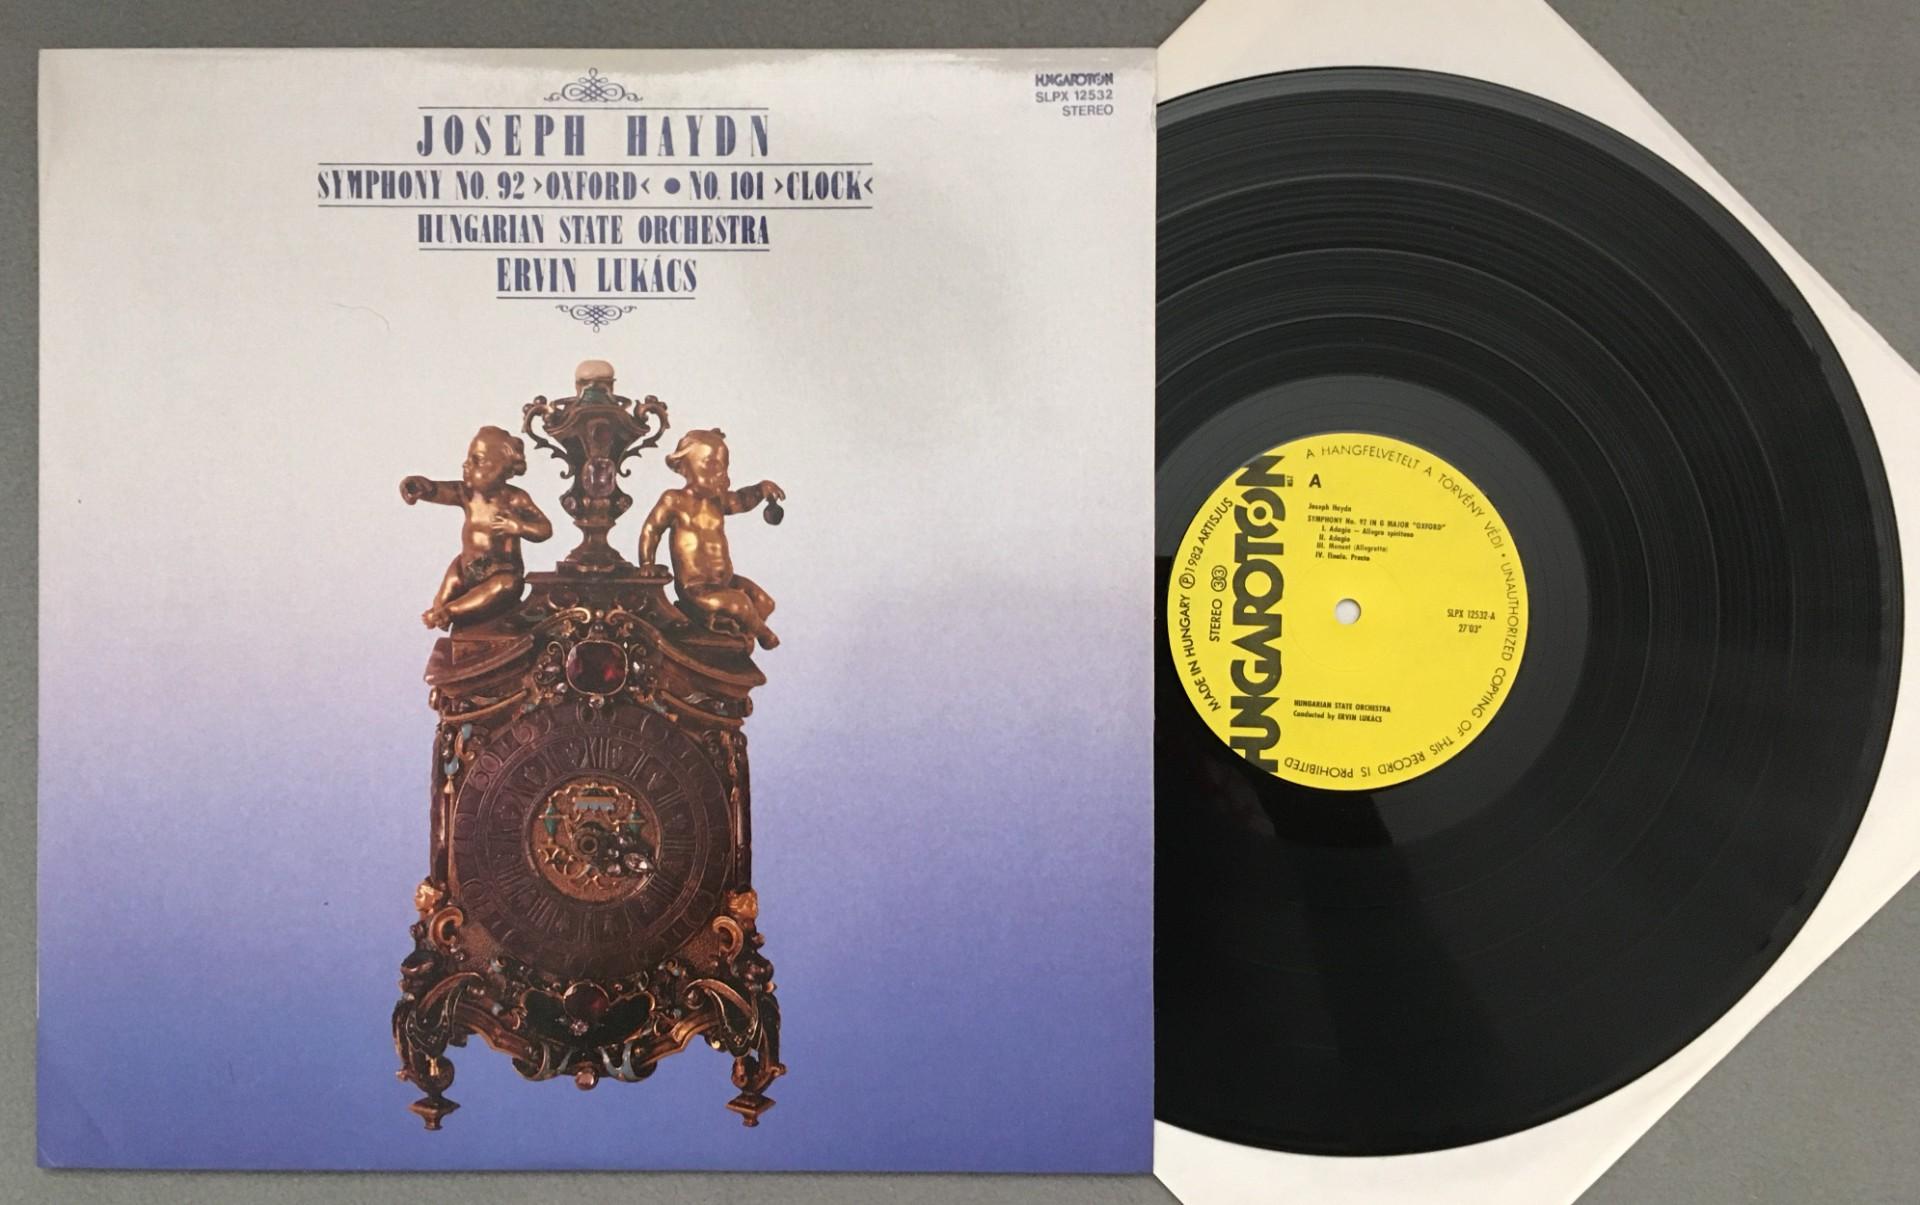 JOSEPH HAYDN
SYMPHONY NO. 92 ›OXFORD‹ ● NO. 101 ›CLOCK‹
HUNGARIAN STATE ORCHESTRA
ERVIN LUKÁCS
HUNGAROTON
SLPX 12532
STEREO
A HANGFELVÉTELT A TÖRVÉNY VÉDI • UNAUTHORIZED COPYING OF THIS RECORD IS PROHIBITED
MADE IN HUNGARY Ⓟ 1983 ARTISJUS
STEREO 33
HUNGAROTON
A
Joseph Haydn
SYMPHONY No. 92 IN G MAJOR "OXFORD"
I. Adagio – Allegro spiritoso
II. Adagio
III. Menuet (Allegretto)
IV. Finale. Presto
SLPX 12532-A
27'03"
HUNGARIAN STATE ORCHESTRA
Conducted by ERVIN LUKÁCS